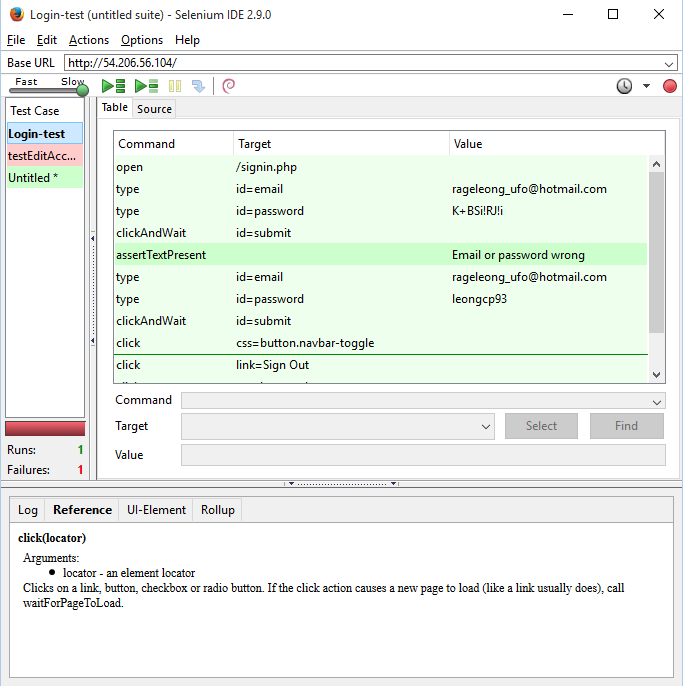 Login-test (untitled suite) - Selenium IDE 2.9.0
File Edit Actions Options Help
Base URL http://54.206.56.104/
Fast Slow
Test Case
Login-test
testEditAcc...
Untitled *
Runs: 1
Failures: 1
Table Source
Command Target Value
open /signin.php
type id=email rageleong_ufo@hotmail.com
type id=password K+BSi!RJ!i
clickAndWait id=submit
assertTextPresent Email or password wrong
type id=email rageleong_ufo@hotmail.com
type id=password leongcp93
clickAndWait id=submit
click css=button.navbar-toggle
click link=Sign Out
Command
Target Select Find
Value
Log Reference UI-Element Rollup
click(locator)
Arguments:
locator - an element locator
Clicks on a link, button, checkbox or radio button. If the click action causes a new page to load (like a link usually does), call
waitForPageToLoad.